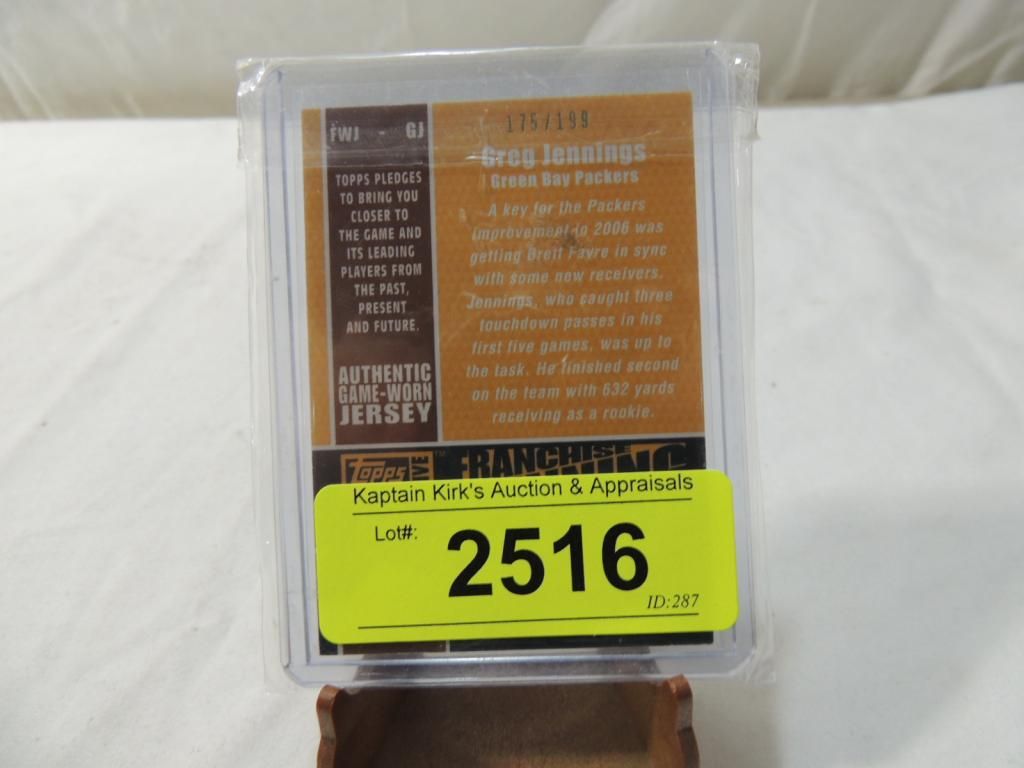 FWJ - GJ
TOPPS PLEDGES
TO BRING YOU
CLOSER TO
THE GAME AND
ITS LEADING
PLAYERS FROM
THE PAST,
PRESENT
AND FUTURE.
AUTHENTIC
GAME-WORN
JERSEY
175/199
Greg Jennings
Green Bay Packers
A key for the Packers
improvement in 2006 was
getting Brett Favre in sync
with some new receivers.
Jennings, who caught three
touchdown passes in his
first five games, was up to
the task. He finished second
on the team with 632 yards
receiving as a rookie.
Topps
FRANCHISE
Kaptain Kirk's Auction & Appraisals
Lot#:
2516
ID:287